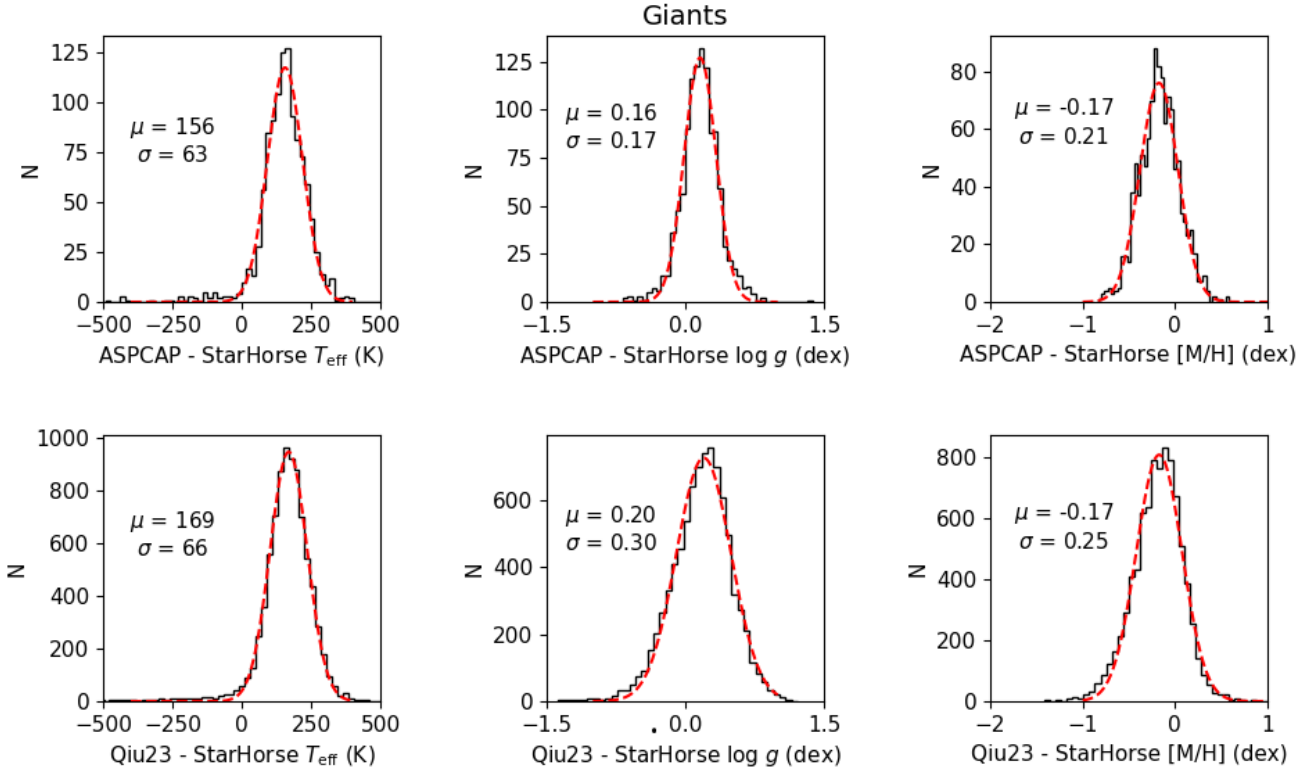 Giants
125
100
75
50
25
0
N
μ = 156
σ = 63
−500 −250 0 250 500
ASPCAP - StarHorse Teff (K)
125
100
75
50
25
0
N
μ = 0.16
σ = 0.17
−1.5 0.0 1.5
ASPCAP - StarHorse log g (dex)
80
60
40
20
0
N
μ = -0.17
σ = 0.21
−2 −1 0 1
ASPCAP - StarHorse [M/H] (dex)
1000
800
600
400
200
0
N
μ = 169
σ = 66
−500 −250 0 250 500
Qiu23 - StarHorse Teff (K)
600
400
200
0
N
μ = 0.20
σ = 0.30
−1.5 0.0 1.5
Qiu23 - StarHorse log g (dex)
800
600
400
200
0
N
μ = -0.17
σ = 0.25
−2 −1 0 1
Qiu23 - StarHorse [M/H] (dex)